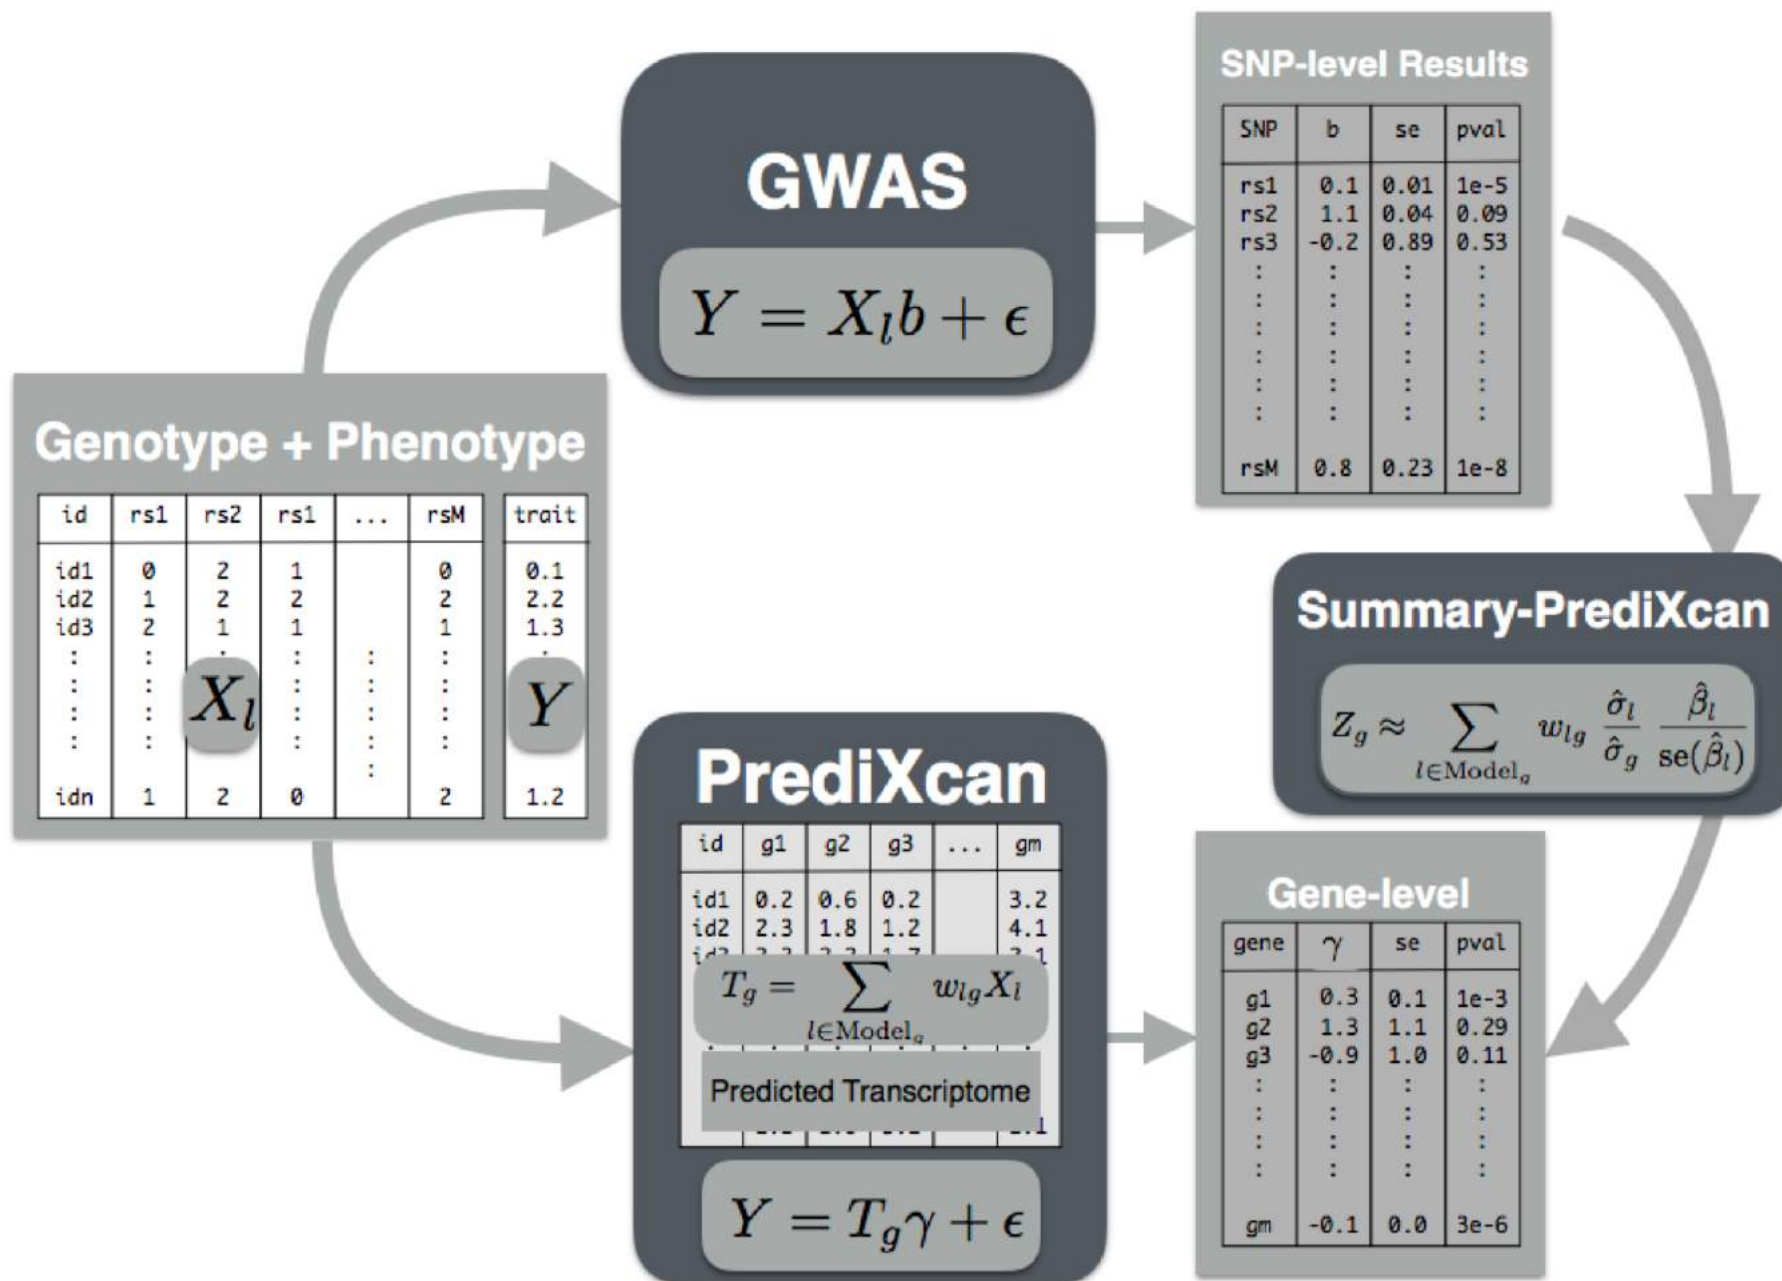 GWAS
Y = X_l b + ϵ
SNP-level Results
SNP b se pval
rs1 0.1 0.01 1e-5
rs2 1.1 0.04 0.09
rs3 -0.2 0.89 0.53
: : : :
: : : :
: : : :
: : : :
: : : :
: : : :
rsM 0.8 0.23 1e-8
Genotype + Phenotype
id rs1 rs2 rs1 ... rsM trait
id1 0 2 1 0 0.1
id2 1 2 2 2 2.2
id3 2 1 1 1 1.3
X_l Y
idn 1 2 0 2 1.2
Summary-PrediXcan
Z_g ≈ ∑_{l∈Model_g} w_{lg} \frac{σ̂_l}{σ̂_g} \frac{β̂_l}{se(β̂_l)}
PrediXcan
id g1 g2 g3 ... gm
id1 0.2 0.6 0.2 3.2
id2 2.3 1.8 1.2 4.1
T_g = ∑_{l∈Model_g} w_{lg} X_l
Predicted Transcriptome
Y = T_g γ + ϵ
Gene-level
gene γ se pval
g1 0.3 0.1 1e-3
g2 1.3 1.1 0.29
g3 -0.9 1.0 0.11
: : : :
: : : :
: : : :
: : : :
gm -0.1 0.0 3e-6